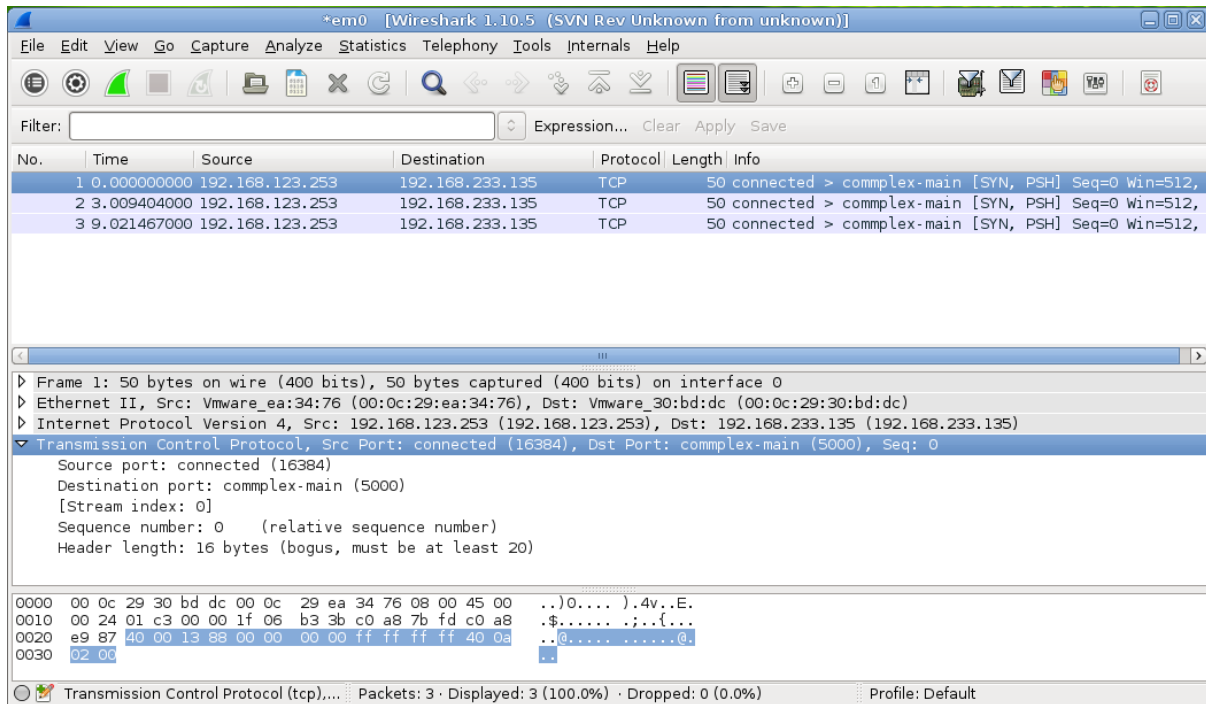 *em0 [Wireshark 1.10.5 (SVN Rev Unknown from unknown)]
File Edit View Go Capture Analyze Statistics Telephony Tools Internals Help
Filter: Expression... Clear Apply Save
No. Time Source Destination Protocol Length Info
1 0.000000000 192.168.123.253 192.168.233.135 TCP 50 connected > commplex-main [SYN, PSH] Seq=0 Win=512,
2 3.009404000 192.168.123.253 192.168.233.135 TCP 50 connected > commplex-main [SYN, PSH] Seq=0 Win=512,
3 9.021467000 192.168.123.253 192.168.233.135 TCP 50 connected > commplex-main [SYN, PSH] Seq=0 Win=512,
Frame 1: 50 bytes on wire (400 bits), 50 bytes captured (400 bits) on interface 0
Ethernet II, Src: Vmware_ea:34:76 (00:0c:29:ea:34:76), Dst: Vmware_30:bd:dc (00:0c:29:30:bd:dc)
Internet Protocol Version 4, Src: 192.168.123.253 (192.168.123.253), Dst: 192.168.233.135 (192.168.233.135)
Transmission Control Protocol, Src Port: connected (16384), Dst Port: commplex-main (5000), Seq: 0
Source port: connected (16384)
Destination port: commplex-main (5000)
[Stream index: 0]
Sequence number: 0 (relative sequence number)
Header length: 16 bytes (bogus, must be at least 20)
0000 00 0c 29 30 bd dc 00 0c 29 ea 34 76 08 00 45 00 ..)0.... ).4v..E.
0010 00 24 01 c3 00 00 1f 06 b3 3b c0 a8 7b fd c0 a8 .$...... .;..{...
0020 e9 87 40 00 13 88 00 00 00 00 ff ff ff ff 40 0a ..@..... ......@.
0030 02 00 ..
Transmission Control Protocol (tcp),... Packets: 3 · Displayed: 3 (100.0%) · Dropped: 0 (0.0%) Profile: Default